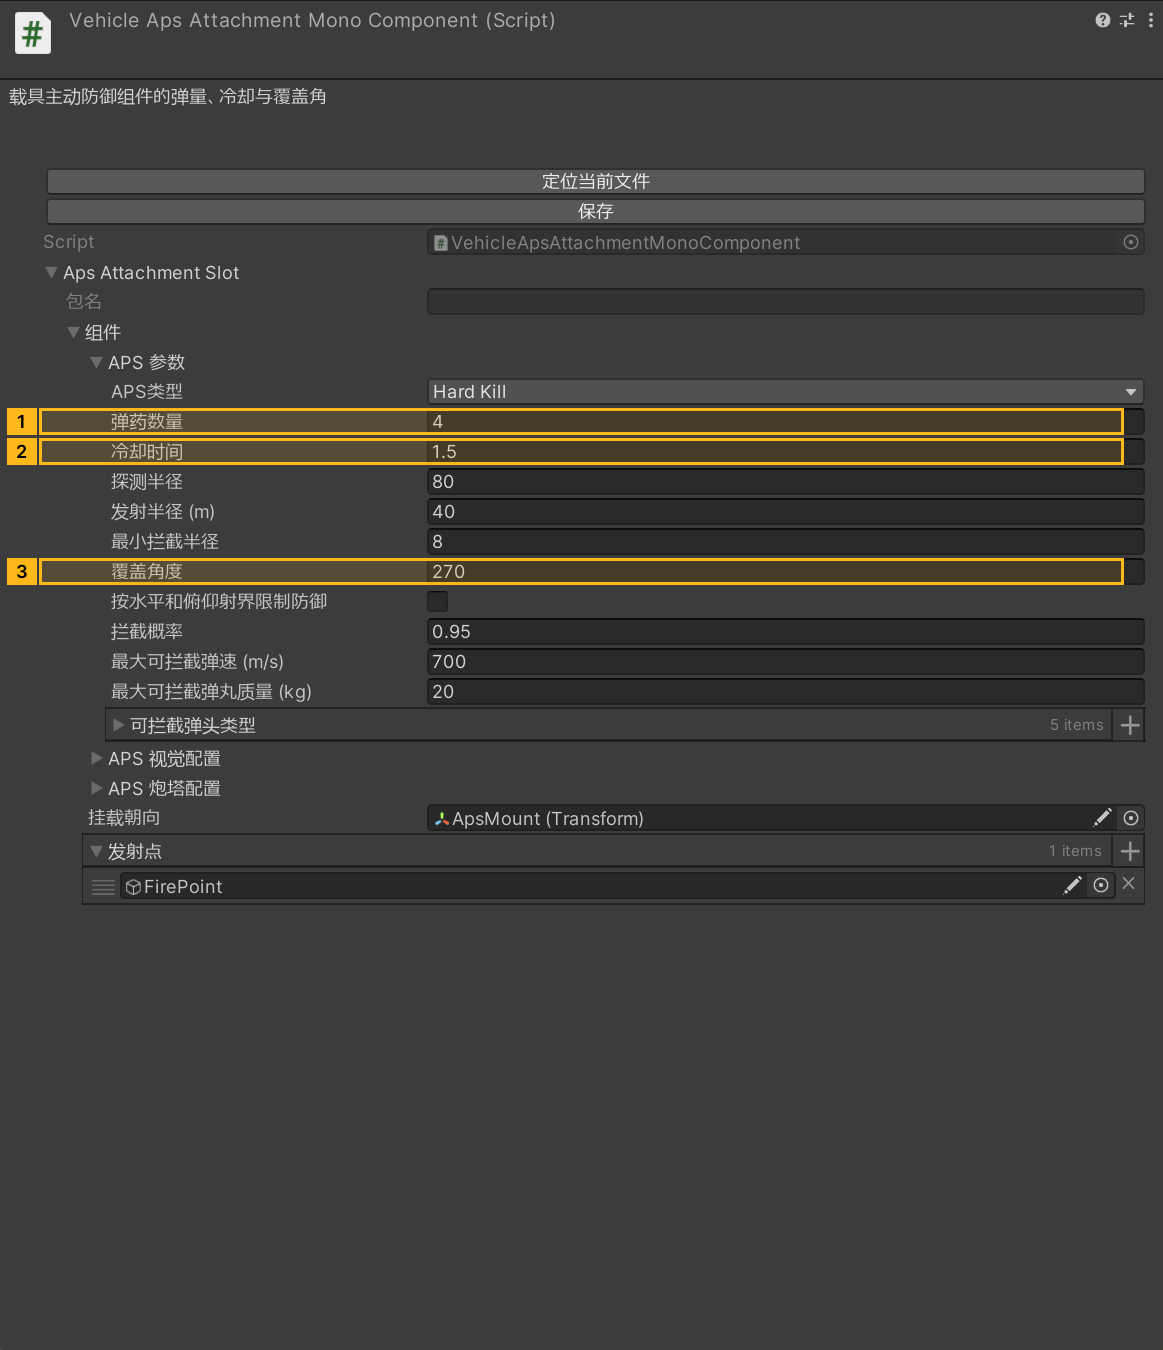 Vehicle Aps Attachment Mono Component (Script)
载具主动防御组件的弹量、冷却与覆盖角
定位当前文件
保存
Script
VehicleApsAttachmentMonoComponent
Aps Attachment Slot
包名
组件
APS 参数
APS类型 Hard Kill
1 弹药数量 4
2 冷却时间 1.5
探测半径 80
发射半径 (m) 40
最小拦截半径 8
3 覆盖角度 270
按水平和俯仰射界限制防御
拦截概率 0.95
最大可拦截弹速 (m/s) 700
最大可拦截弹丸质量 (kg) 20
可拦截弹头类型 5 items
APS 视觉配置
APS 炮塔配置
挂载朝向 ApsMount (Transform)
发射点 1 items
FirePoint